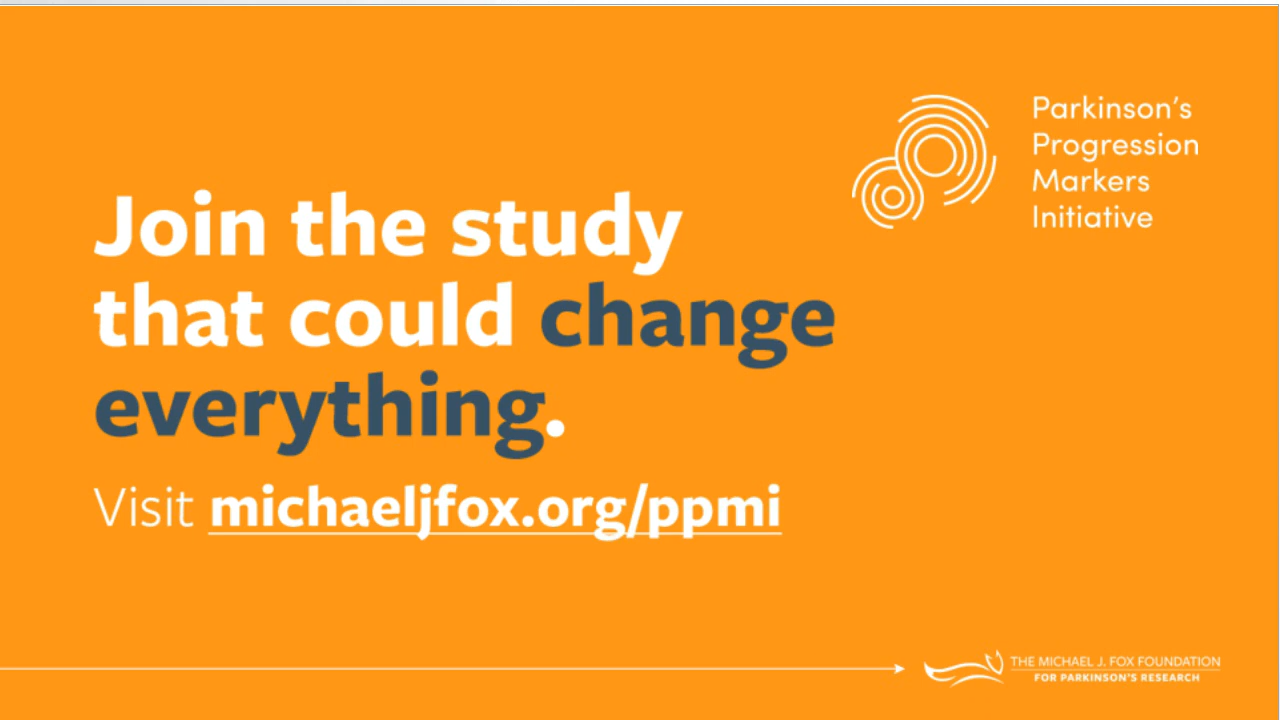 Parkinson's
Progression
Markers
Initiative
Join the study
that could change
everything.
Visit michaeljfox.org/ppmi
THE MICHAEL J. FOX FOUNDATION
FOR PARKINSON'S RESEARCH